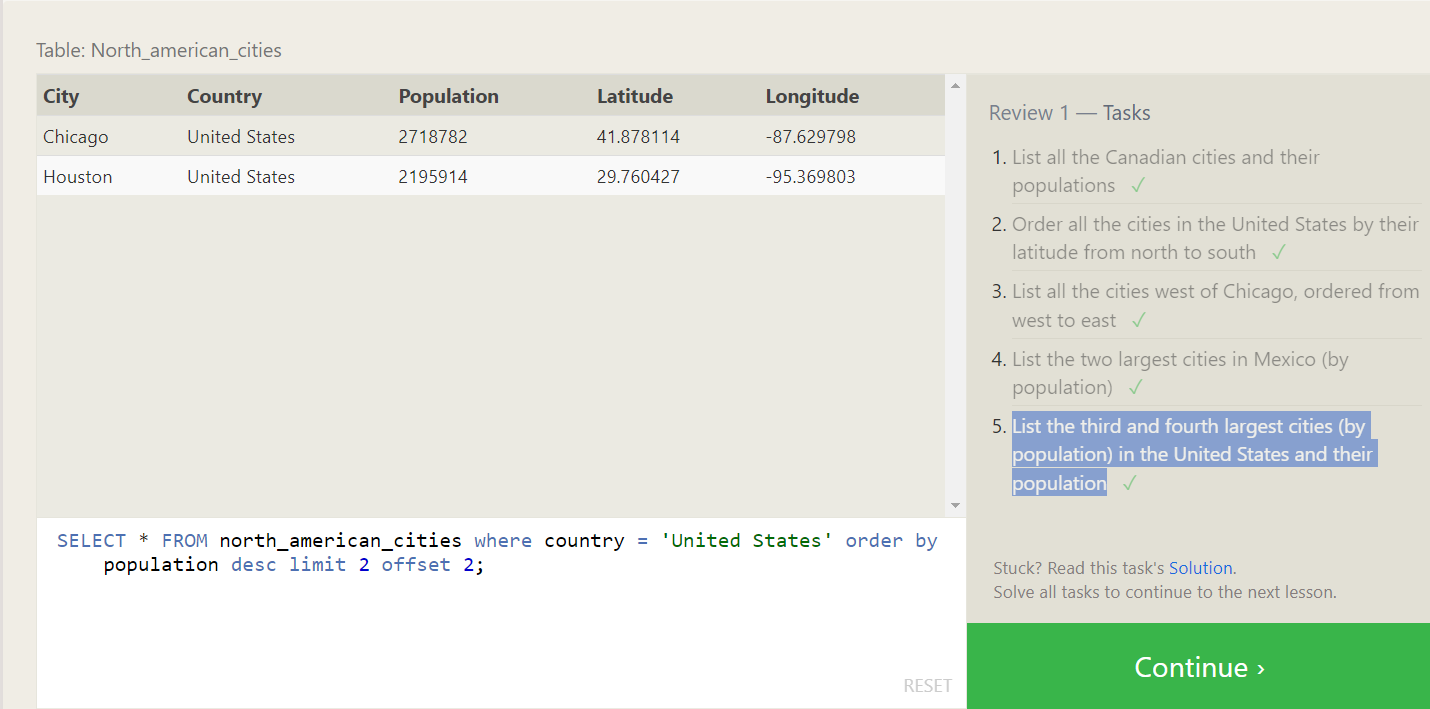 Table: North_american_cities
City Country Population Latitude Longitude
Chicago United States 2718782 41.878114 -87.629798
Houston United States 2195914 29.760427 -95.369803
SELECT * FROM north_american_cities where country = 'United States' order by
population desc limit 2 offset 2;
RESET
Review 1 — Tasks
1. List all the Canadian cities and their
populations ✓
2. Order all the cities in the United States by their
latitude from north to south ✓
3. List all the cities west of Chicago, ordered from
west to east ✓
4. List the two largest cities in Mexico (by
population) ✓
5. List the third and fourth largest cities (by
population) in the United States and their
population ✓
Stuck? Read this task's Solution.
Solve all tasks to continue to the next lesson.
Continue ›